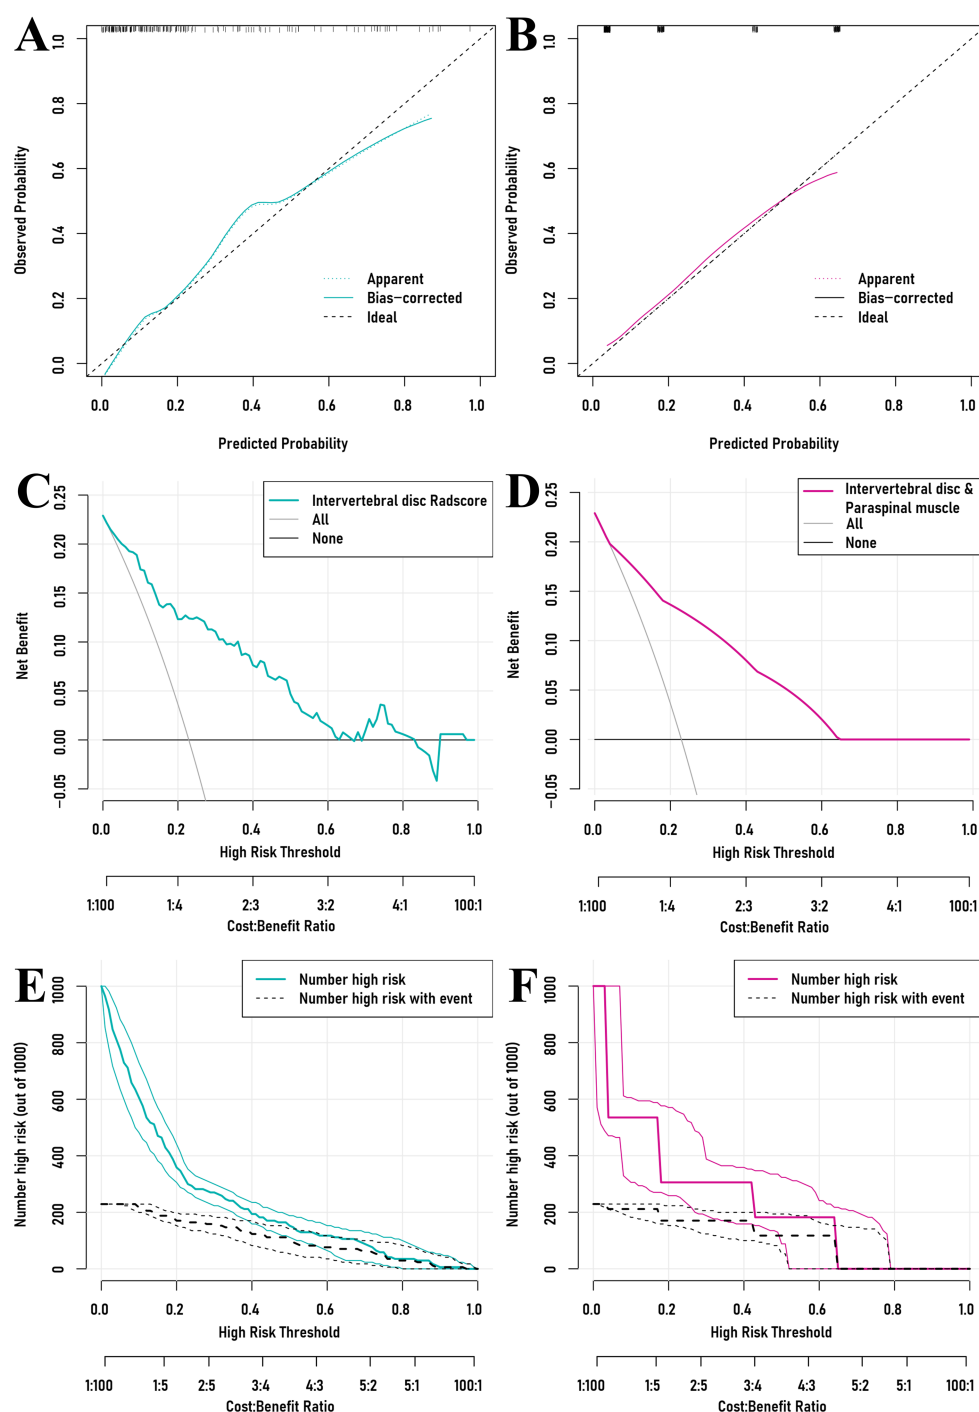 A
B
1.0
0.8
0.6
0.4
0.2
0.0
Observed Probability
Apparent
Bias-corrected
Ideal
0.0 0.2 0.4 0.6 0.8 1.0
Predicted Probability
1.0
0.8
0.6
0.4
0.2
0.0
Observed Probability
Apparent
Bias-corrected
Ideal
0.0 0.2 0.4 0.6 0.8 1.0
Predicted Probability
C
0.25
0.20
0.15
0.10
0.05
0.00
-0.05
Net Benefit
Intervertebral disc Radscore
All
None
0.0 0.2 0.4 0.6 0.8 1.0
High Risk Threshold
1:100 1:4 2:3 3:2 4:1 100:1
Cost:Benefit Ratio
D
0.25
0.20
0.15
0.10
0.05
0.00
-0.05
Net Benefit
Intervertebral disc &
Paraspinal muscle
All
None
0.0 0.2 0.4 0.6 0.8 1.0
High Risk Threshold
1:100 1:4 2:3 3:2 4:1 100:1
Cost:Benefit Ratio
E
1000
800
600
400
200
0
Number high risk (out of 1000)
Number high risk
Number high risk with event
0.0 0.2 0.4 0.6 0.8 1.0
High Risk Threshold
1:100 1:5 2:5 3:4 4:3 5:2 5:1 100:1
Cost:Benefit Ratio
F
1000
800
600
400
200
0
Number high risk (out of 1000)
Number high risk
Number high risk with event
0.0 0.2 0.4 0.6 0.8 1.0
High Risk Threshold
1:100 1:5 2:5 3:4 4:3 5:2 5:1 100:1
Cost:Benefit Ratio